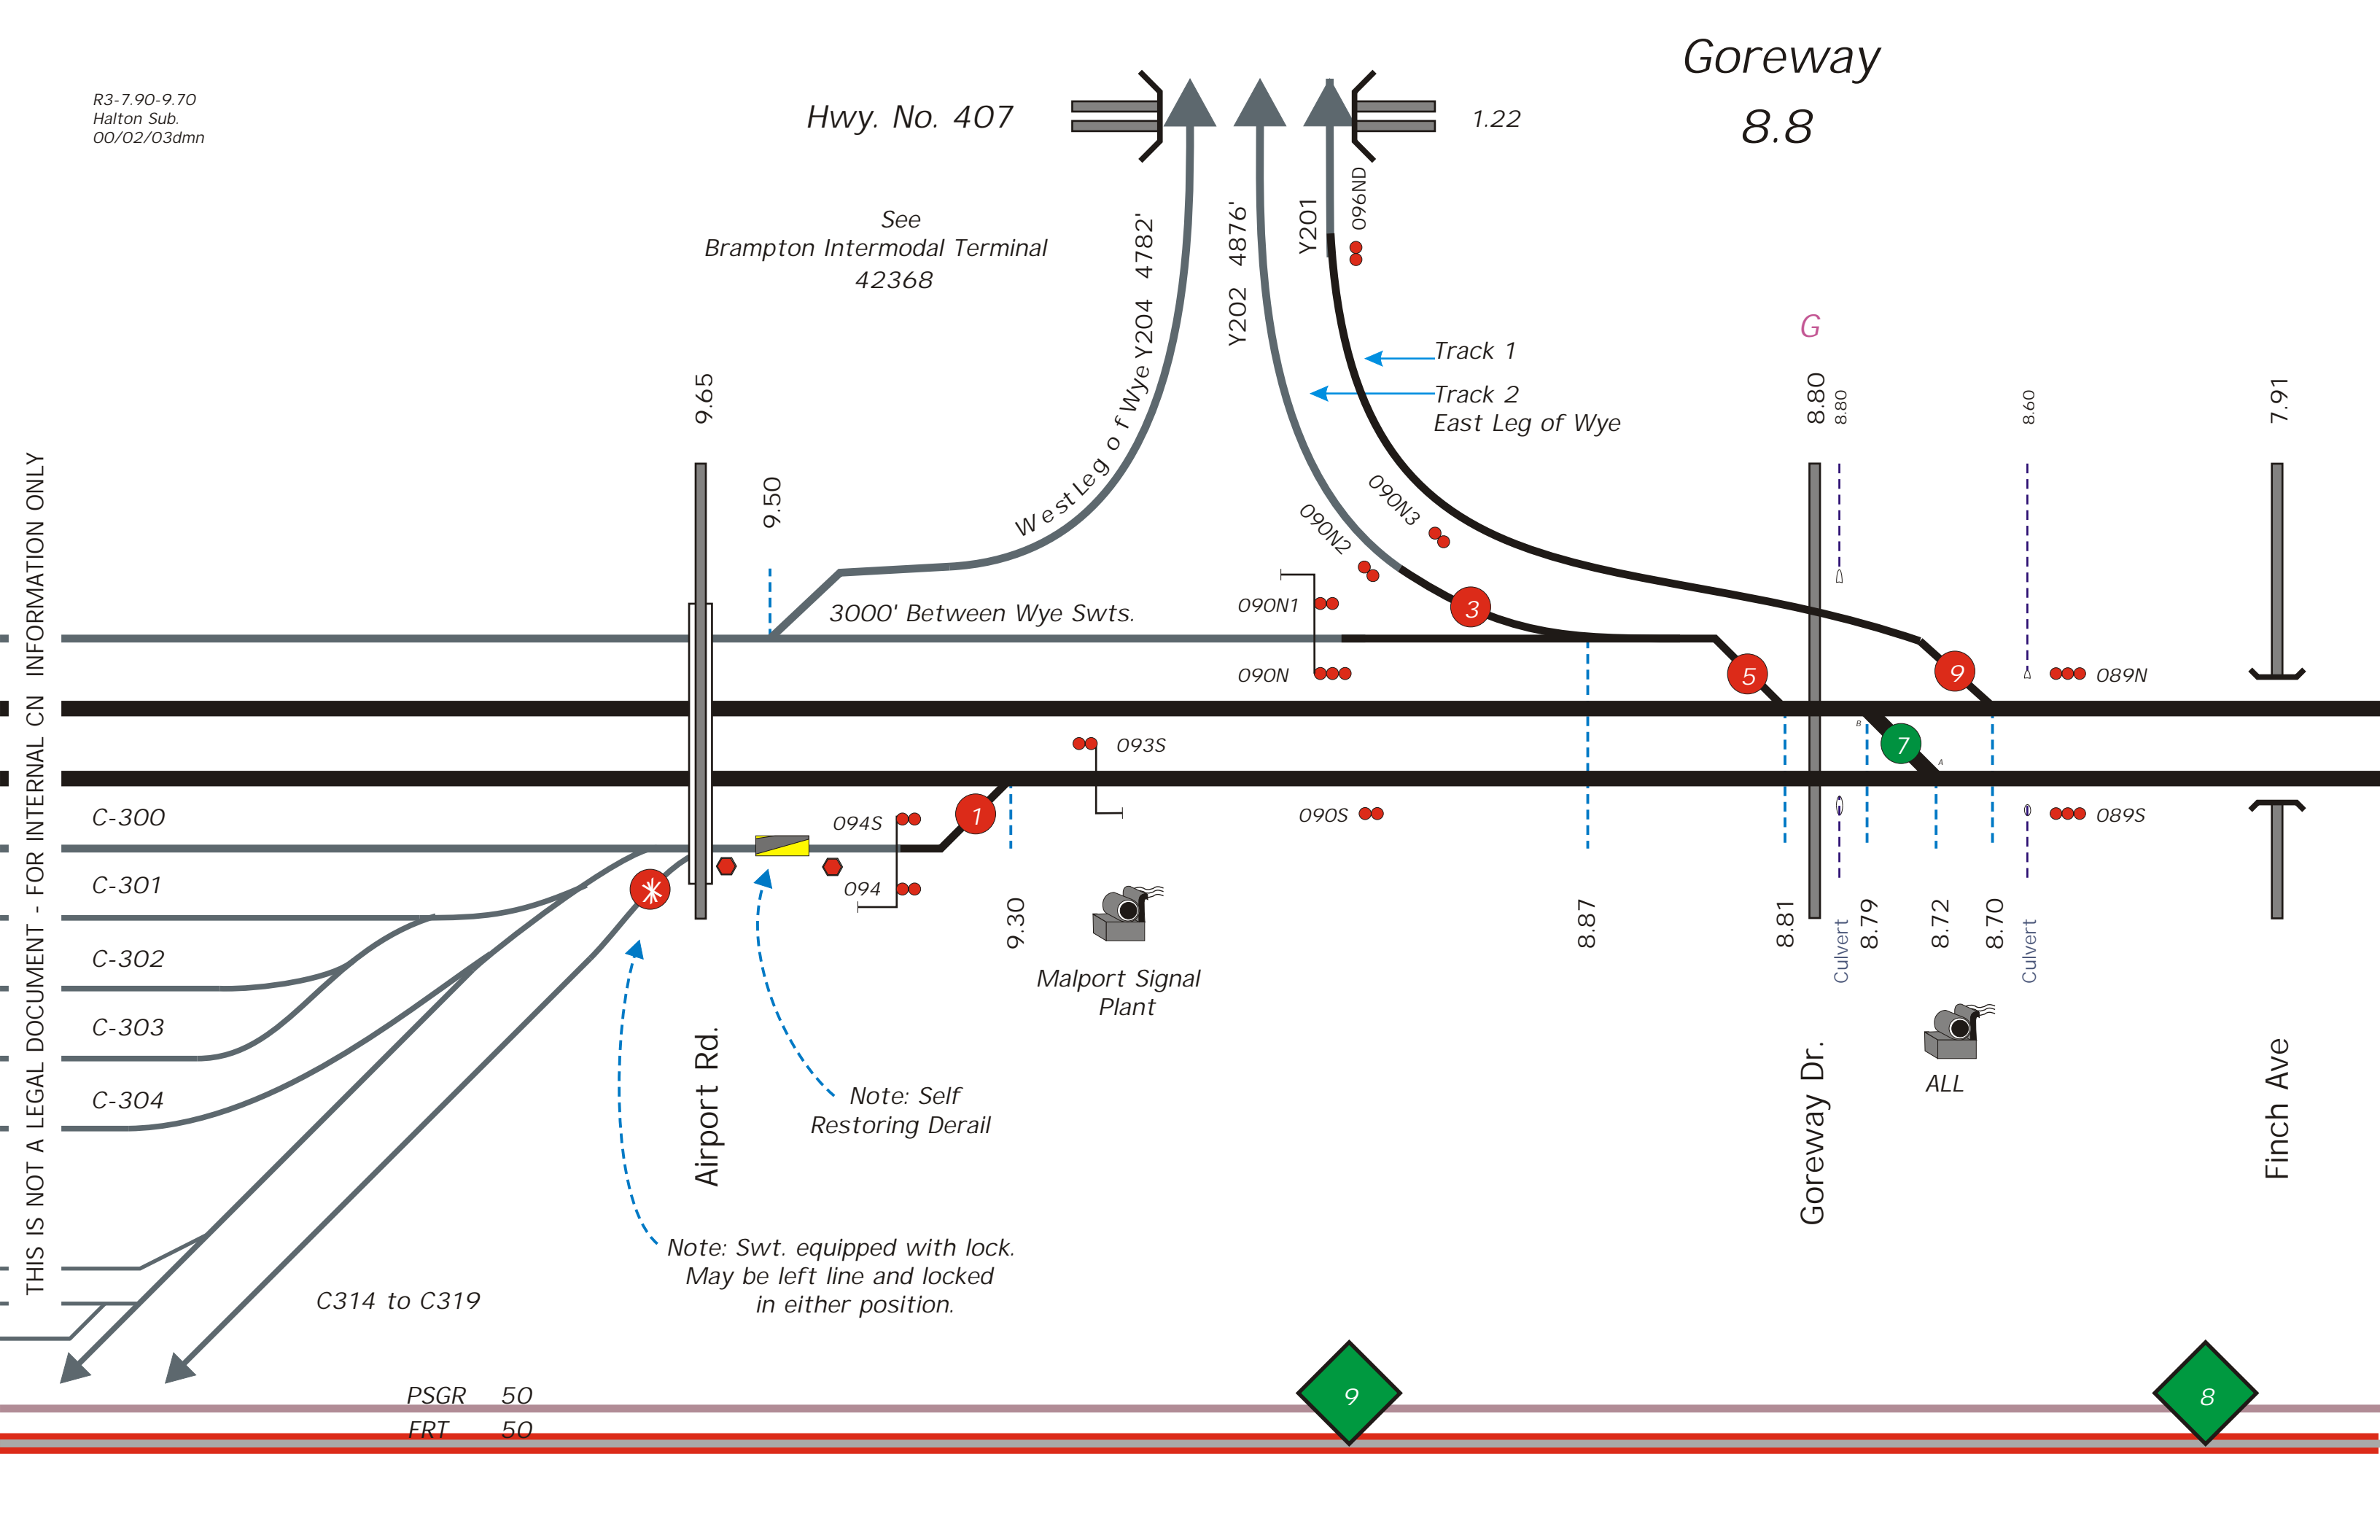 Goreway
8.8
R3-7.90-9.70
Halton Sub.
00/02/03dmn
Hwy. No. 407
1.22
See
Brampton Intermodal Terminal
42368
West Leg of Wye Y204 4782'
Y202 4876'
Y201
096ND
Track 1
Track 2
East Leg of Wye
G
9.65
9.50
8.80
8.80
8.60
7.91
THIS IS NOT A LEGAL DOCUMENT - FOR INTERNAL CN INFORMATION ONLY
090N3
090N2
3000' Between Wye Swts.
090N1
3
090N
5
9
089N
B
7
A
093S
C-300
094S
1
090S
089S
C-301
094
9.30
8.87
8.81
8.79
8.72
8.70
Culvert
Culvert
C-302
Malport Signal
Plant
C-303
C-304
Airport Rd.
Goreway Dr.
Finch Ave
ALL
Note: Self
Restoring Derail
Note: Swt. equipped with lock.
May be left line and locked
in either position.
C314 to C319
PSGR 50
FRT 50
9
8